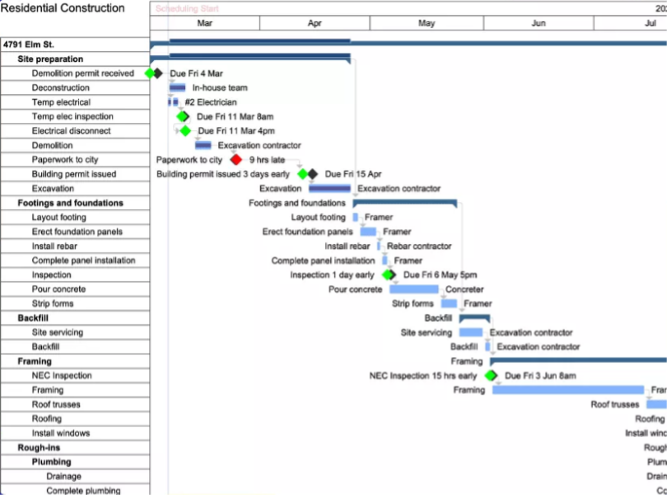 Residential Construction
Scheduling Start
202
Mar Apr May Jun Jul
4791 Elm St.
Site preparation
Demolition permit received Due Fri 4 Mar
Deconstruction In-house team
Temp electrical #2 Electrician
Temp elec inspection Due Fri 11 Mar 8am
Electrical disconnect Due Fri 11 Mar 4pm
Demolition Excavation contractor
Paperwork to city Paperwork to city 9 hrs late
Building permit issued Building permit issued 3 days early Due Fri 15 Apr
Excavation Excavation Excavation contractor
Footings and foundations Footings and foundations
Layout footing Layout footing Framer
Erect foundation panels Erect foundation panels Framer
Install rebar Install rebar Rebar contractor
Complete panel installation Complete panel installation Framer
Inspection Inspection 1 day early Due Fri 6 May 5pm
Pour concrete Pour concrete Concreter
Strip forms Strip forms Framer
Backfill Backfill
Site servicing Site servicing Excavation contractor
Backfill Backfill Excavation contractor
Framing Framing
NEC Inspection NEC Inspection 15 hrs early Due Fri 3 Jun 8am
Framing Framing Fram
Roof trusses Roof trusses
Roofing Roofing
Install windows Install wind
Rough-ins Rough
Plumbing Plum
Drainage Drain
Complete plumbing Co